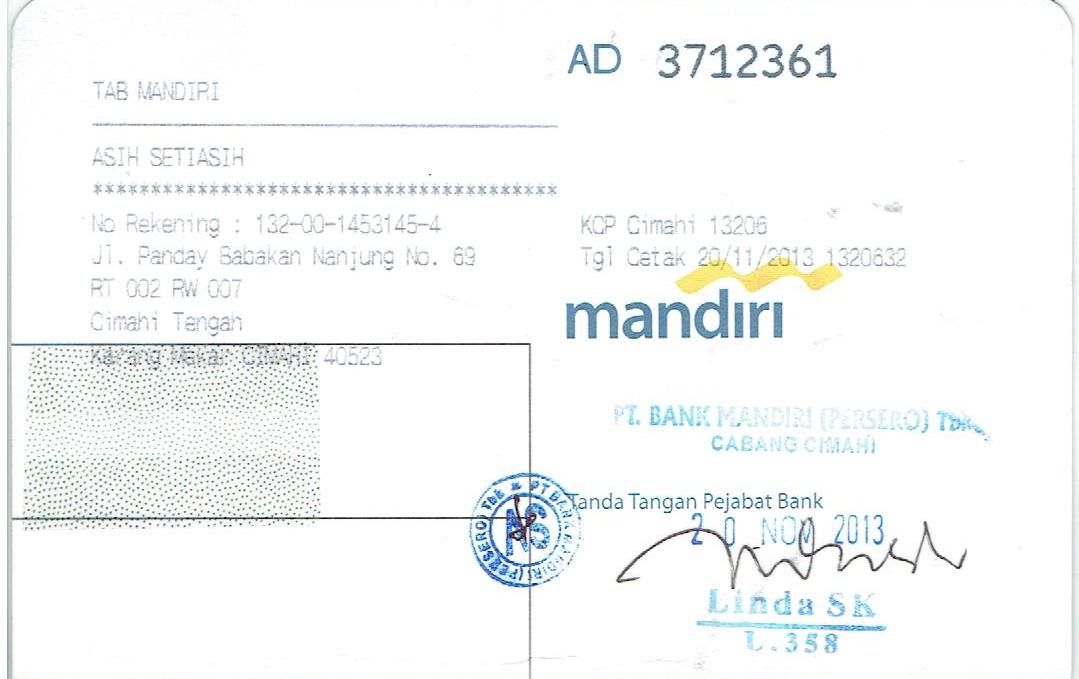 AD 3712361
TAB MANDIRI
ASIH SETIASIH
***************************************
No Rekening : 132-00-1453145-4
Jl. Panday Babakan Nanjung No. 69
RT 002 RW 007
Cimahi Tengah
Karang Mekar CIMAHI 40523
KCP Cimahi 13206
Tgl Cetak 20/11/2013 1320632
mandiri
PT. BANK MANDIRI (PERSERO) Tbk.
CABANG CIMAHI
Tanda Tangan Pejabat Bank
20 NOV 2013
Linda SK
L.358
PT BANK MANDIRI (PERSERO) Tbk